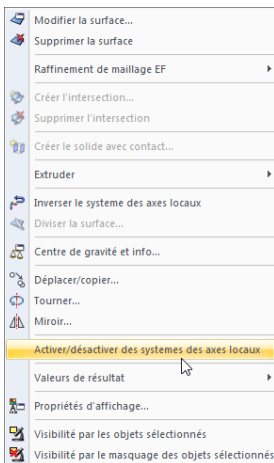 Modifier la surface...
Supprimer la surface
Raffinement de maillage EF
Créer l'intersection...
Supprimer l'intersection
Créer le solide avec contact...
Extruder
Inverser le systeme des axes locaux
Diviser la surface...
Centre de gravité et info...
Déplacer/copier...
Tourner...
Miroir...
Activer/désactiver des systemes des axes locaux
Valeurs de résultat
Propriétés d'affichage...
Visibilité par les objets sélectionnés
Visibilité par le masquage des objets sélectionnés